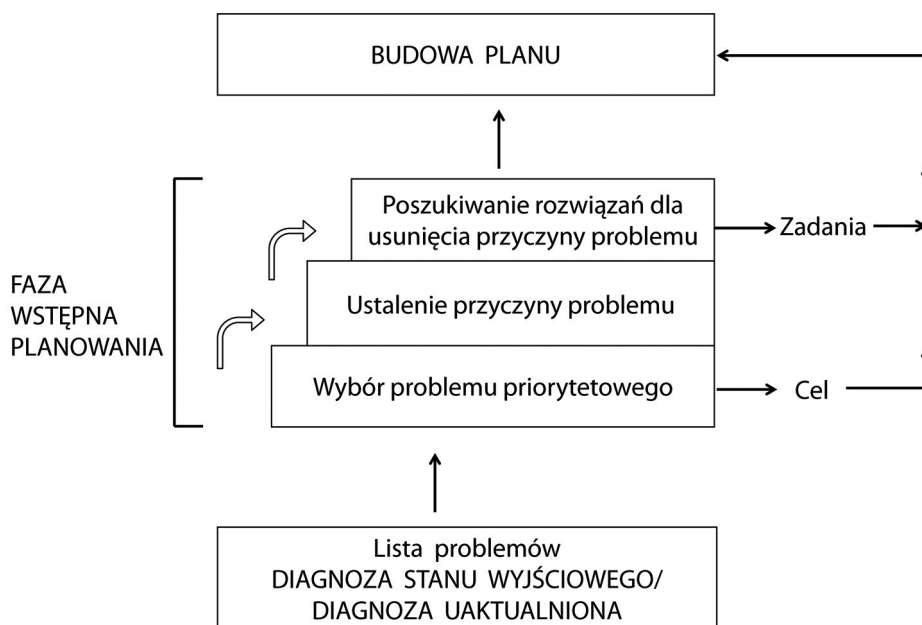 BUDOWA PLANU
Poszukiwanie rozwiązań dla
usunięcia przyczyny problemu
Zadania
Ustalenie przyczyny problemu
FAZA
WSTĘPNA
PLANOWANIA
Wybór problemu priorytetowego
Cel
Lista problemów
DIAGNOZA STANU WYJŚCIOWEGO/
DIAGNOZA UAKTUALNIONA